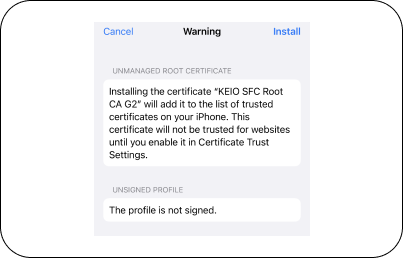 Cancel Warning Install
UNMANAGED ROOT CERTIFICATE
Installing the certificate “KEIO SFC Root
CA G2” will add it to the list of trusted
certificates on your iPhone. This
certificate will not be trusted for websites
until you enable it in Certificate Trust
Settings.
UNSIGNED PROFILE
The profile is not signed.